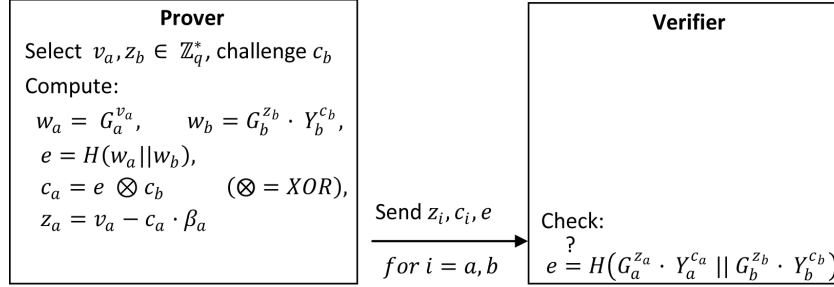 Prover
Select v_a, z_b ∈ ℤ_q^*, challenge c_b
Compute:
w_a = G_a^{v_a}, w_b = G_b^{z_b} · Y_b^{c_b},
e = H(w_a||w_b),
c_a = e ⊗ c_b (⊗ = XOR),
z_a = v_a − c_a · β_a
Send z_i, c_i, e
for i = a, b
Verifier
Check:
?
e = H(G_a^{z_a} · Y_a^{c_a} || G_b^{z_b} · Y_b^{c_b})